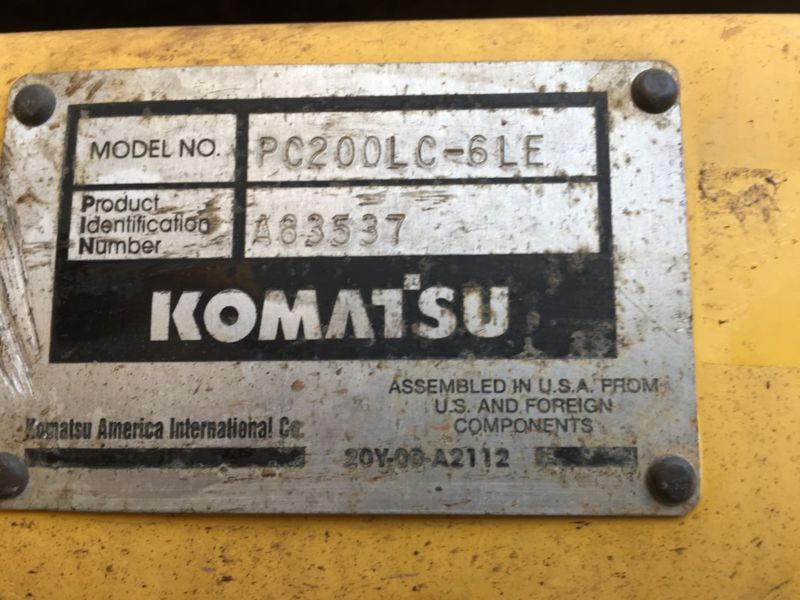 MODEL NO. PC200LC-6LE
Product
Identification
Number
A83537
KOMATSU
ASSEMBLED IN U.S.A. FROM
U.S. AND FOREIGN
COMPONENTS
Komatsu America International Co.
20Y-00-A2112